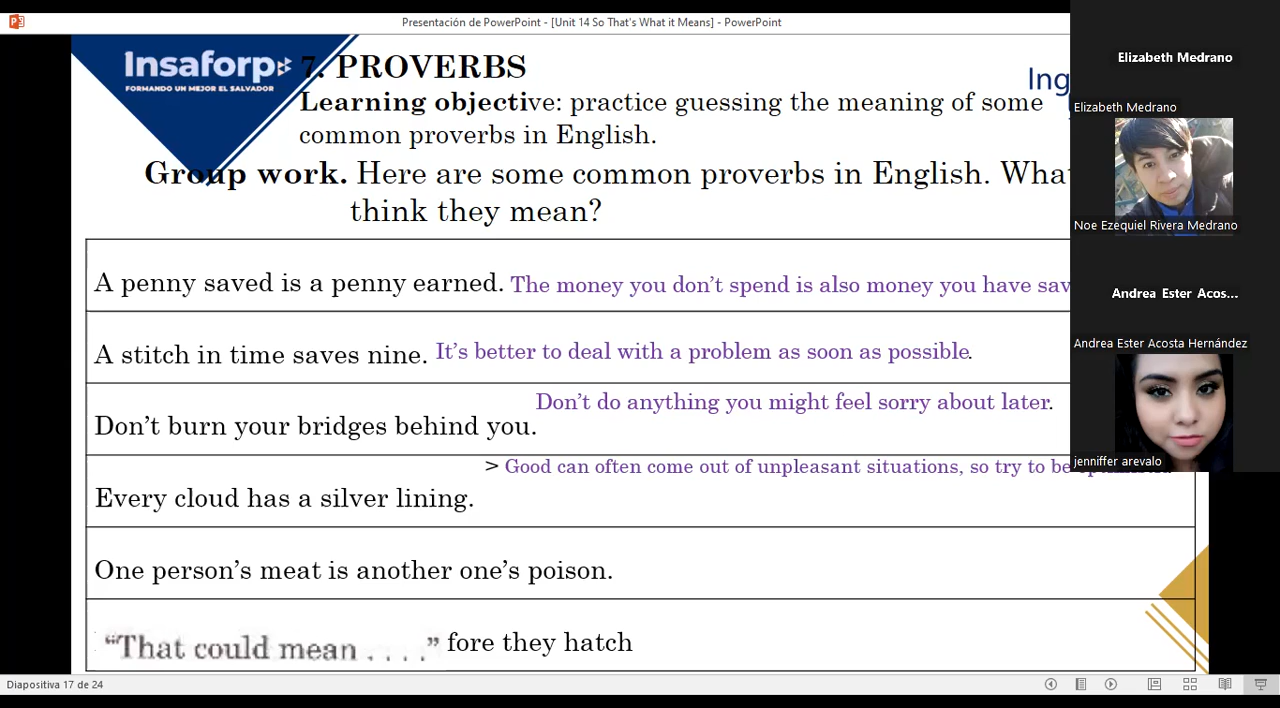 Presentación de PowerPoint - [Unit 14 So That's What it Means] - PowerPoint
Insaforp
FORMANDO UN MEJOR EL SALVADOR
7. PROVERBS
Ing
Learning objective: practice guessing the meaning of some
common proverbs in English.
Group work. Here are some common proverbs in English. What
think they mean?
A penny saved is a penny earned. The money you don't spend is also money you have sav
A stitch in time saves nine. It's better to deal with a problem as soon as possible.
Don't do anything you might feel sorry about later.
Don't burn your bridges behind you.
> Good can often come out of unpleasant situations, so try to be
Every cloud has a silver lining.
One person's meat is another one's poison.
"That could mean . . . ." fore they hatch
Diapositiva 17 de 24
Elizabeth Medrano
Elizabeth Medrano
Noe Ezequiel Rivera Medrano
Andrea Ester Acos...
Andrea Ester Acosta Hernández
jenniffer arevalo